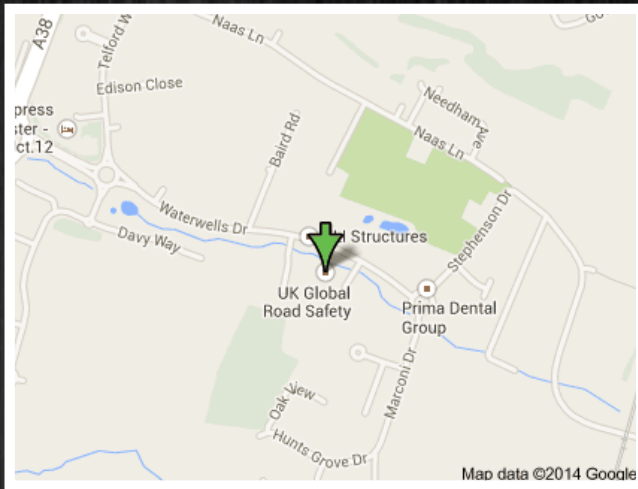 A38
Telford W
Naas Ln
Go
Edison Close
press
ster -
ct.12
Baird Rd
Needham Ave
Naas Ln
Waterwells Dr
Davy Way
Structures
Stephenson Dr
UK Global
Road Safety
Prima Dental
Group
Marconi Dr
Oak View
Hunts Grove Dr
Map data ©2014 Google